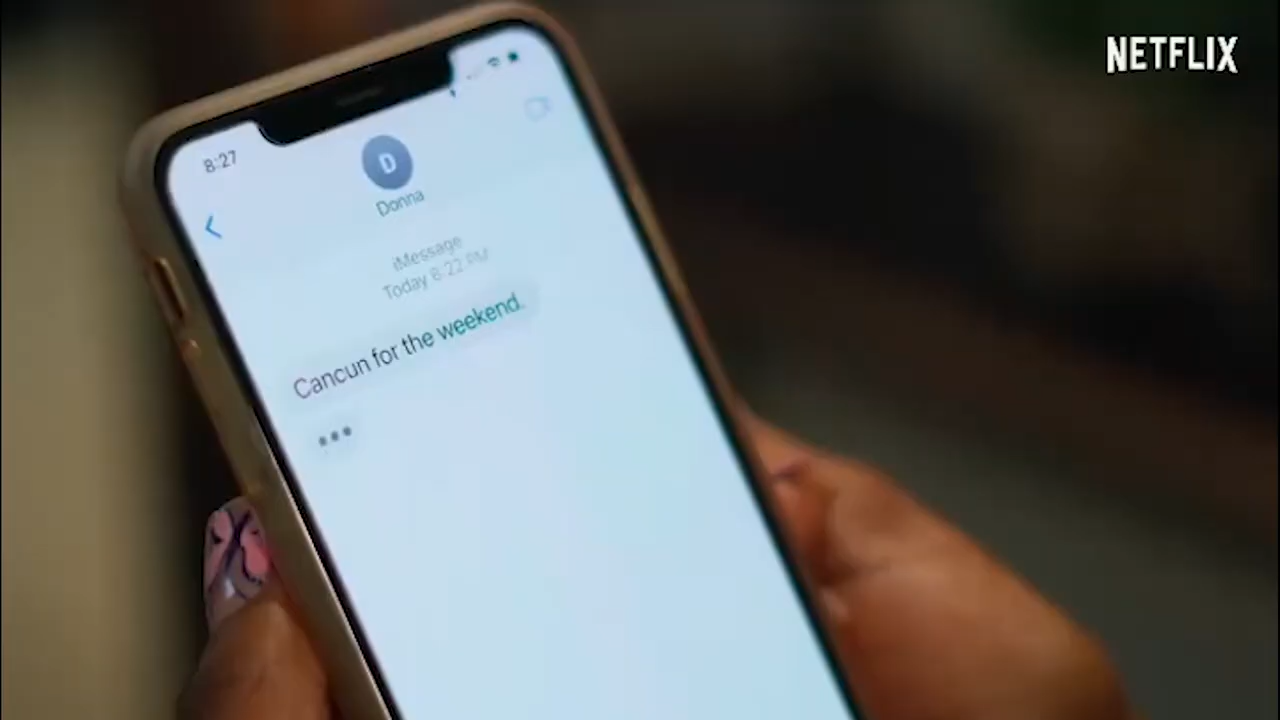 NETFLIX
8:27
D
Donna
iMessage
Today 8:22 PM
Cancun for the weekend.